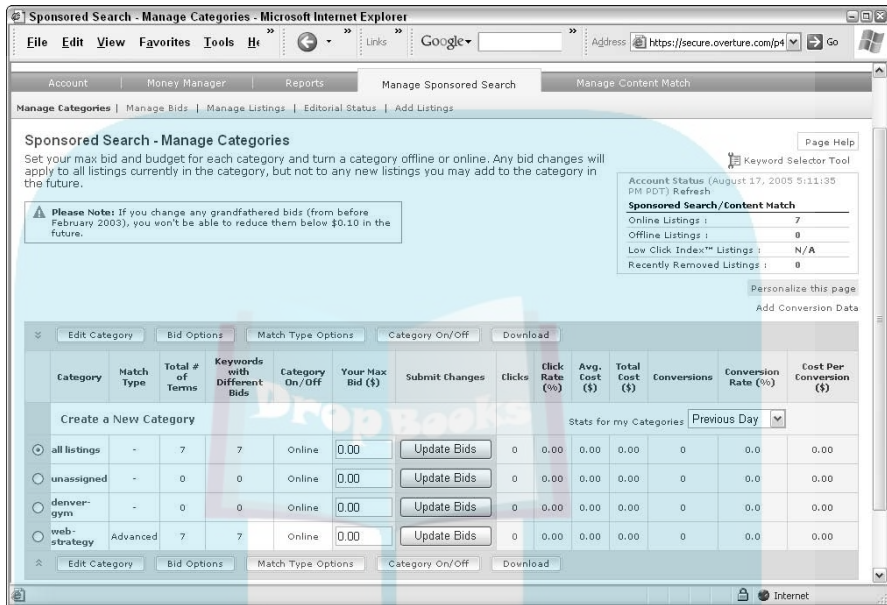 Sponsored Search - Manage Categories - Microsoft Internet Explorer
File Edit View Favorites Tools He » » Links » Google » Address https://secure.overture.com/p4 Go
Account Money Manager Reports Manage Sponsored Search Manage Content Match
Manage Categories | Manage Bids | Manage Listings | Editorial Status | Add Listings
Sponsored Search - Manage Categories
Page Help
Set your max bid and budget for each category and turn a category offline or online. Any bid changes will
apply to all listings currently in the category, but not to any new listings you may add to the category in
the future.
Keyword Selector Tool
Account Status (August 17, 2005 5:11:35
PM PDT) Refresh
Sponsored Search/Content Match
Online Listings : 7
Offline Listings : 0
Low Click Index™ Listings : N/A
Recently Removed Listings : 0
Please Note: If you change any grandfathered bids (from before
February 2003), you won't be able to reduce them below $0.10 in the
future.
Personalize this page
Add Conversion Data
Edit Category Bid Options Match Type Options Category On/Off Download
Category Match Type Total # of Terms Keywords with Different Bids Category On/Off Your Max Bid ($) Submit Changes Clicks Click Rate (%) Avg. Cost ($) Total Cost ($) Conversions Conversion Rate (%) Cost Per Conversion ($)
Create a New Category Stats for my Categories Previous Day
all listings - 7 7 Online 0.00 Update Bids 0 0.00 0.00 0.00 0 0.0 0.00
unassigned - 0 0 Online 0.00 Update Bids 0 0.00 0.00 0.00 0 0.0 0.00
denver-gym - 0 0 Online 0.00 Update Bids 0 0.00 0.00 0.00 0 0.0 0.00
web-strategy Advanced 7 7 Online 0.00 Update Bids 0 0.00 0.00 0.00 0 0.0 0.00
Edit Category Bid Options Match Type Options Category On/Off Download
Internet
DropBooks